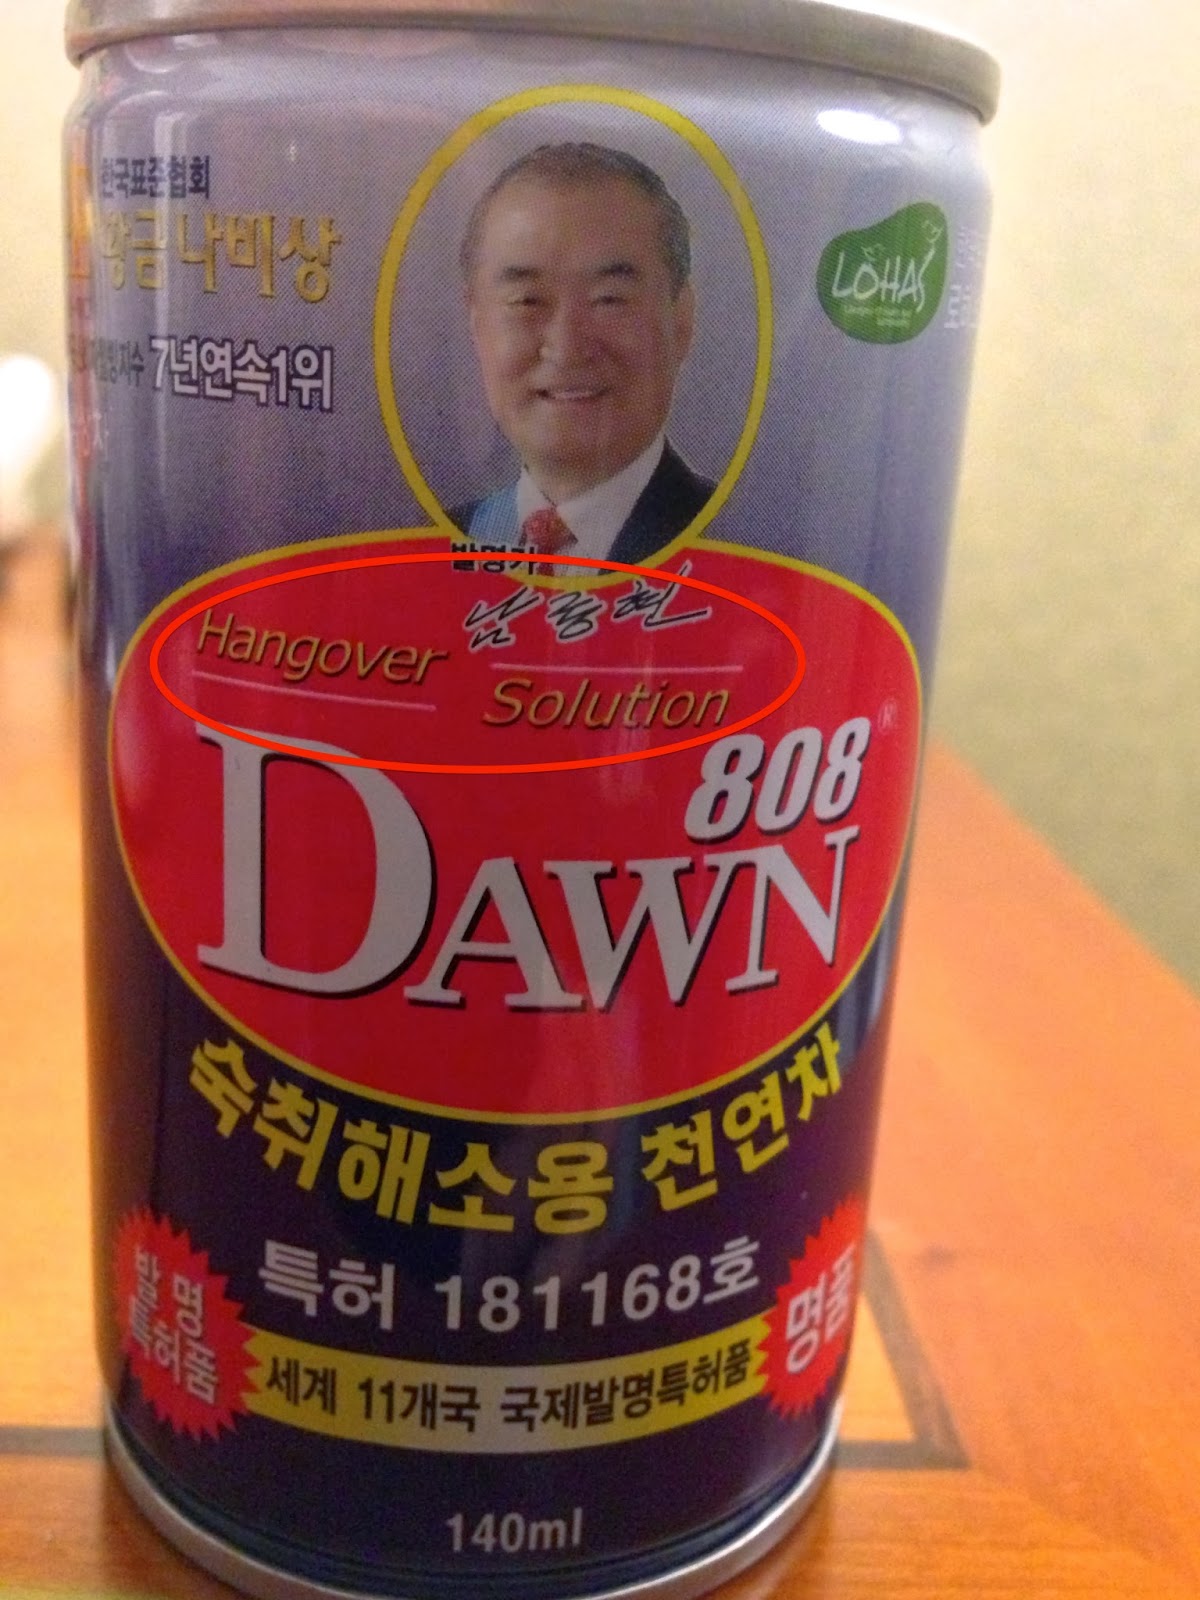 한국표준협회
황금나비상
7년연속1위
LOHAS
발명가
남종현
Hangover
Solution
808 ®
DAWN
숙취해소용 천연차
특허 181168호
발명
특허품
명품
세계 11개국 국제발명특허품
140ml